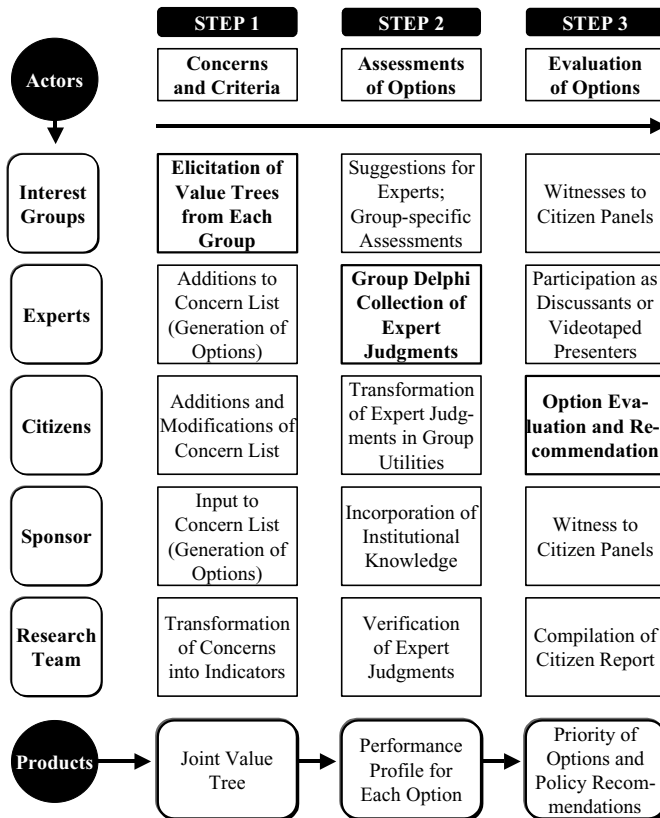 STEP 1
STEP 2
STEP 3
Actors
Concerns
and Criteria
Assessments
of Options
Evaluation
of Options
Interest
Groups
Elicitation of
Value Trees
from Each
Group
Suggestions for
Experts;
Group-specific
Assessments
Witnesses to
Citizen Panels
Experts
Additions to
Concern List
(Generation of
Options)
Group Delphi
Collection of
Expert
Judgments
Participation as
Discussants or
Videotaped
Presenters
Citizens
Additions and
Modifications of
Concern List
Transformation
of Expert Judg-
ments in Group
Utilities
Option Eva-
luation and Re-
commendation
Sponsor
Input to
Concern List
(Generation of
Options)
Incorporation of
Institutional
Knowledge
Witness to
Citizen Panels
Research
Team
Transformation
of Concerns
into Indicators
Verification
of Expert
Judgments
Compilation of
Citizen Report
Products
Joint Value
Tree
Performance
Profile for
Each Option
Priority of
Options and
Policy Recom-
mendations